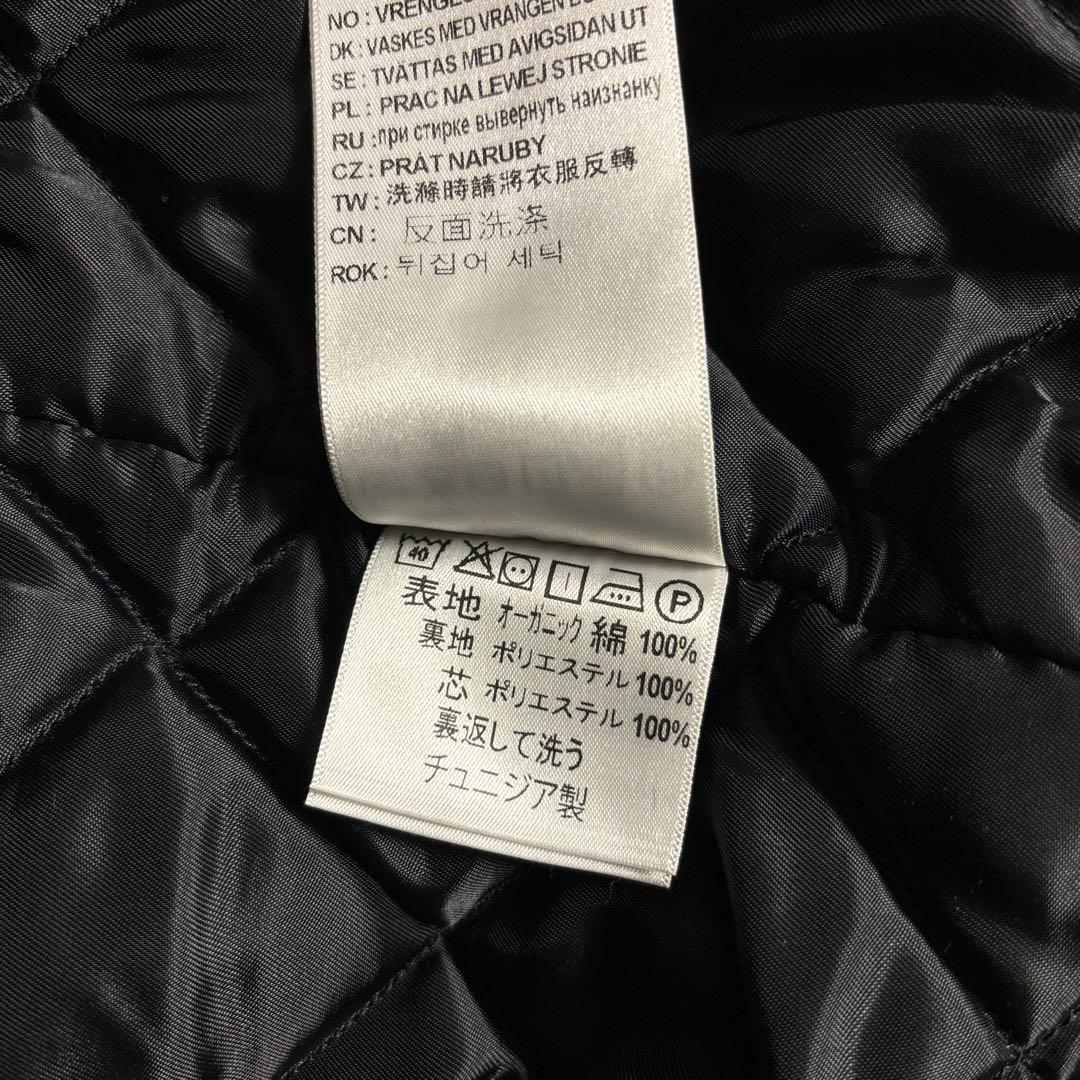 NO : VRENGES
DK : VASKES MED VRANGEN
SE : TVÄTTAS MED AVIGSIDAN UT
PL : PRAC NA LEWEJ STRONIE
RU :при стирке вывернуть наизнанку
CZ : PRÁT NARUBY
TW : 洗滌時請將衣服反轉
CN : 反面洗涤
ROK : 뒤집어 세탁
40 P
表地 オーガニック 綿 100%
裏地 ポリエステル 100%
芯 ポリエステル 100%
裏返して洗う
チュニジア製